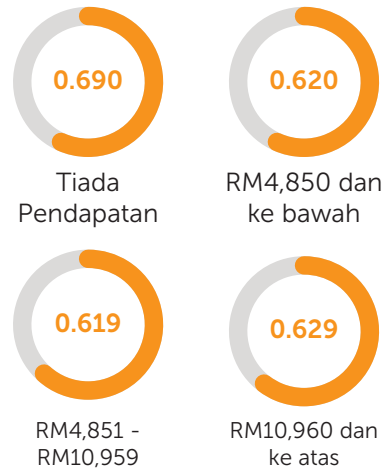 0.690
Tiada
Pendapatan
0.620
RM4,850 dan
ke bawah
0.619
RM4,851 -
RM10,959
0.629
RM10,960 dan
ke atas